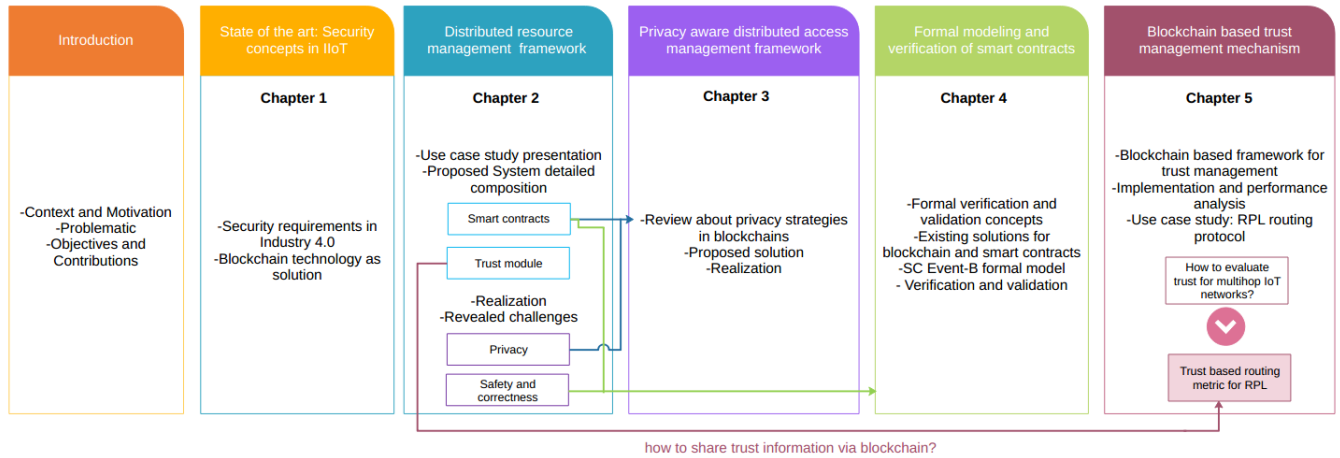 Introduction
-Context and Motivation
-Problematic
-Objectives and
Contributions
State of the art: Security
concepts in IIoT
Chapter 1
-Security requirements in
Industry 4.0
-Blockchain technology as
solution
Distributed resource
management framework
Chapter 2
-Use case study presentation
-Proposed System detailed
composition
Smart contracts
Trust module
-Realization
-Revealed challenges
Privacy
Safety and
correctness
Privacy aware distributed access
management framework
Chapter 3
-Review about privacy strategies
in blockchains
-Proposed solution
-Realization
Formal modeling and
verification of smart contracts
Chapter 4
-Formal verification and
validation concepts
-Existing solutions for
blockchain and smart contracts
-SC Event-B formal model
- Verification and validation
Blockchain based trust
management mechanism
Chapter 5
-Blockchain based framework for
trust management
-Implementation and performance
analysis
-Use case study: RPL routing
protocol
How to evaluate
trust for multihop IoT
networks?
Trust based routing
metric for RPL
how to share trust information via blockchain?